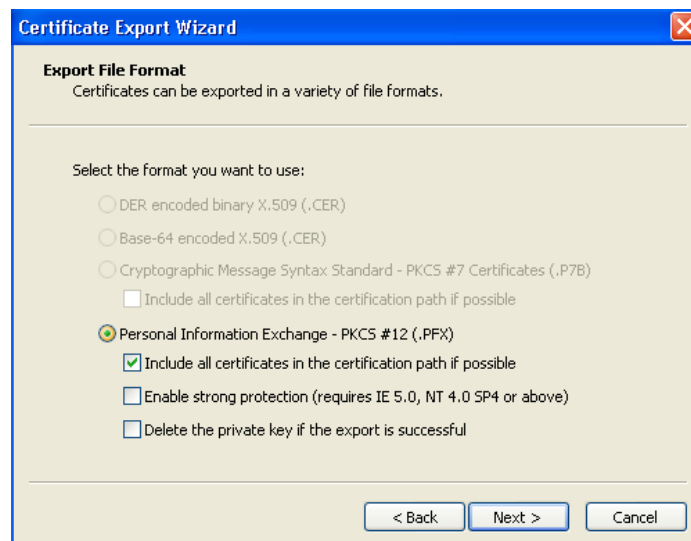 Certificate Export Wizard
Export File Format
Certificates can be exported in a variety of file formats.
Select the format you want to use:
DER encoded binary X.509 (.CER)
Base-64 encoded X.509 (.CER)
Cryptographic Message Syntax Standard - PKCS #7 Certificates (.P7B)
Include all certificates in the certification path if possible
Personal Information Exchange - PKCS #12 (.PFX)
Include all certificates in the certification path if possible
Enable strong protection (requires IE 5.0, NT 4.0 SP4 or above)
Delete the private key if the export is successful
< Back Next > Cancel